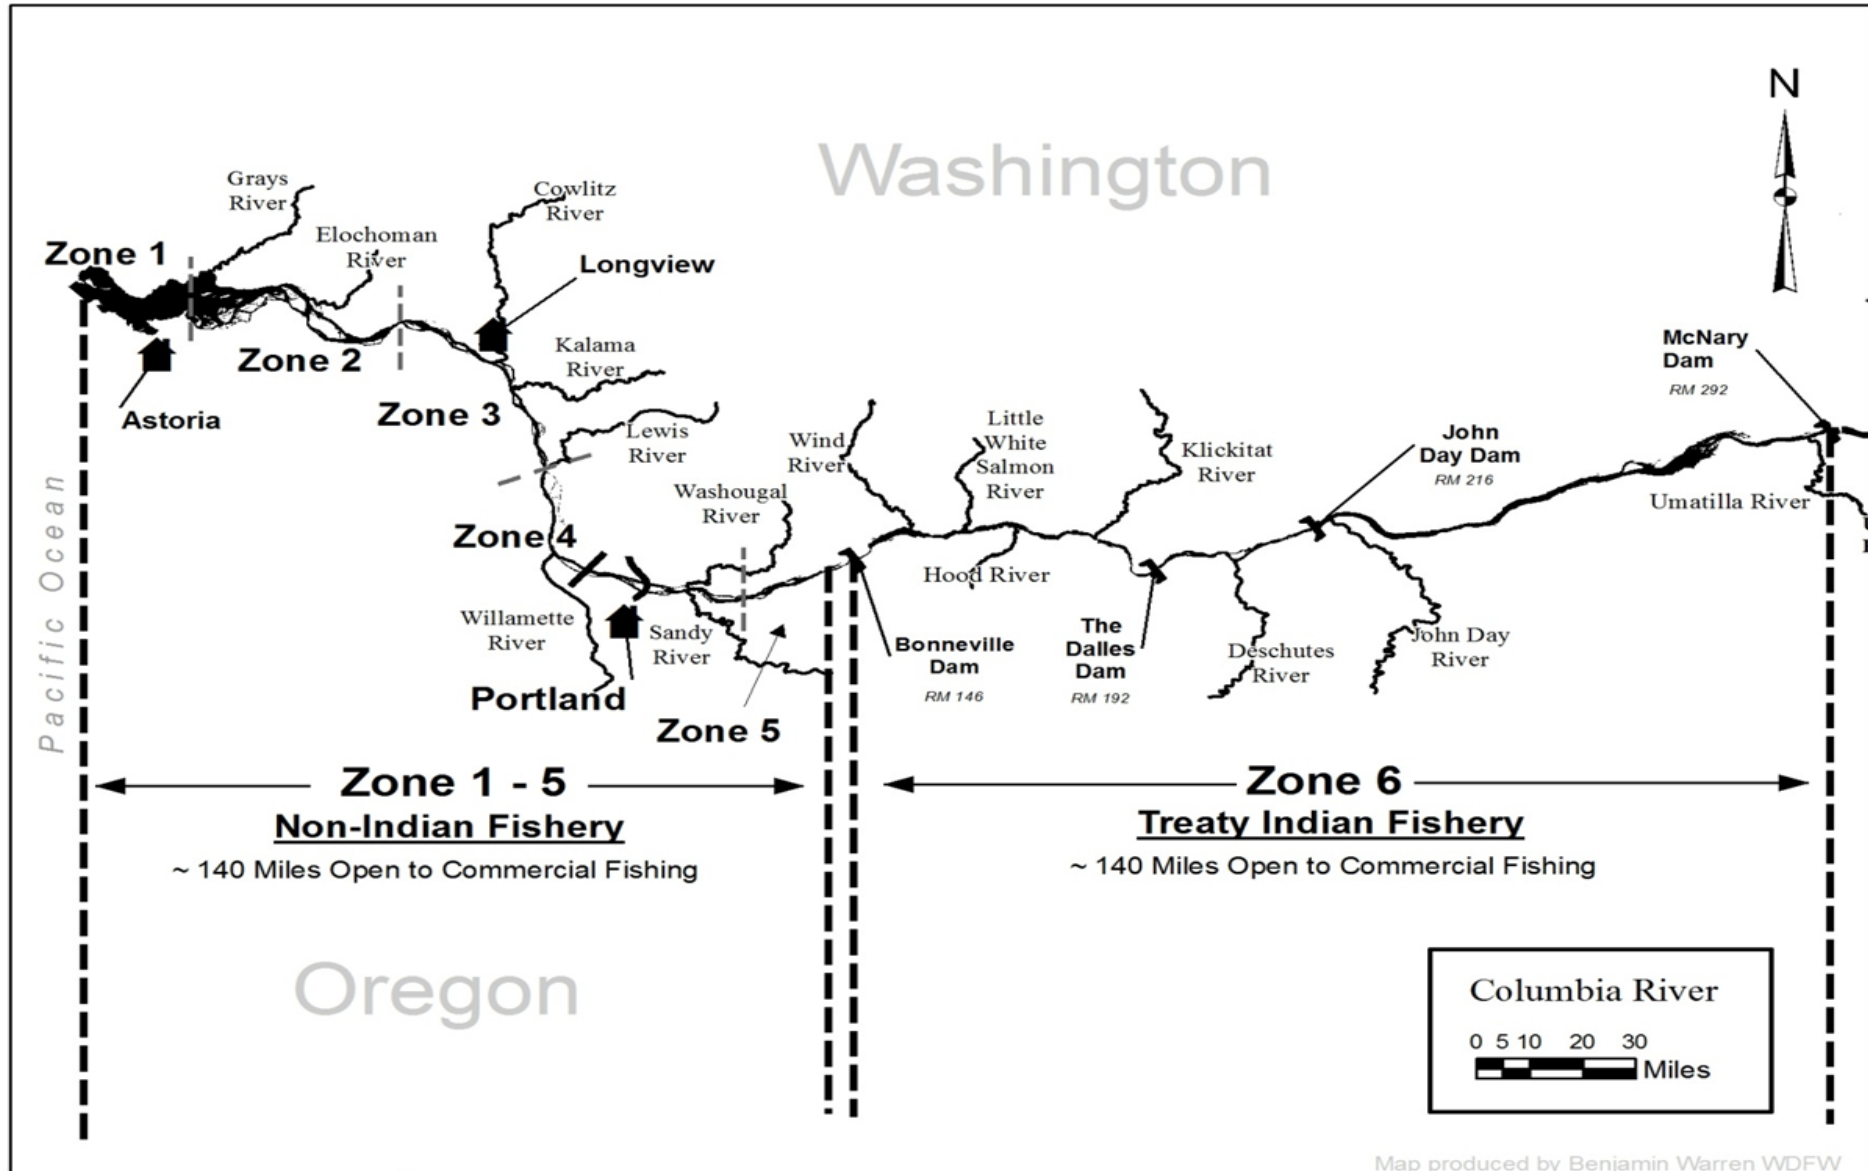 N
Washington
Grays
River
Cowlitz
River
Elochoman
River
Zone 1
Longview
Kalama
River
Zone 2
Astoria
Zone 3
McNary
Dam
RM 292
Lewis
River
Wind
River
Little
White
Salmon
River
Klickitat
River
John
Day Dam
RM 216
Washougal
River
Umatilla River
Pacific Ocean
Zone 4
Hood River
Willamette
River
Sandy
River
Bonneville
Dam
RM 146
The
Dalles
Dam
RM 192
Deschutes
River
John Day
River
Portland
Zone 5
Zone 1 - 5
Non-Indian Fishery
~ 140 Miles Open to Commercial Fishing
Zone 6
Treaty Indian Fishery
~ 140 Miles Open to Commercial Fishing
Oregon
Columbia River
0 5 10 20 30
Miles
Map produced by Benjamin Warren WDFW